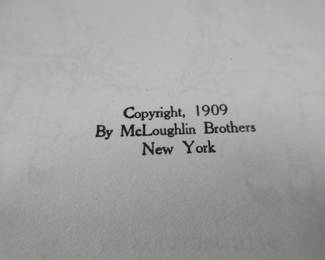 Copyright, 1909
By McLoughlin Brothers
New York